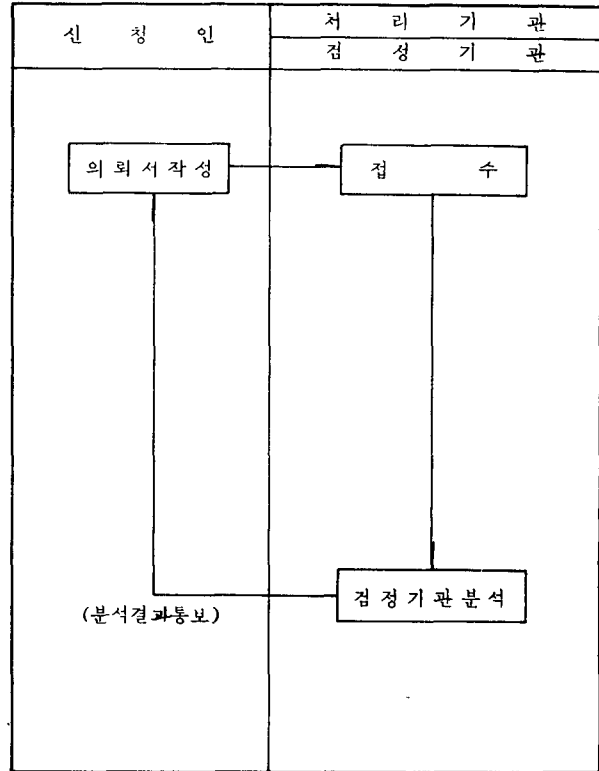 신 청 인
처 리 기 관
검 성 기 관
의뢰서작성
접 수
검정기관분석
(분석결과통보)